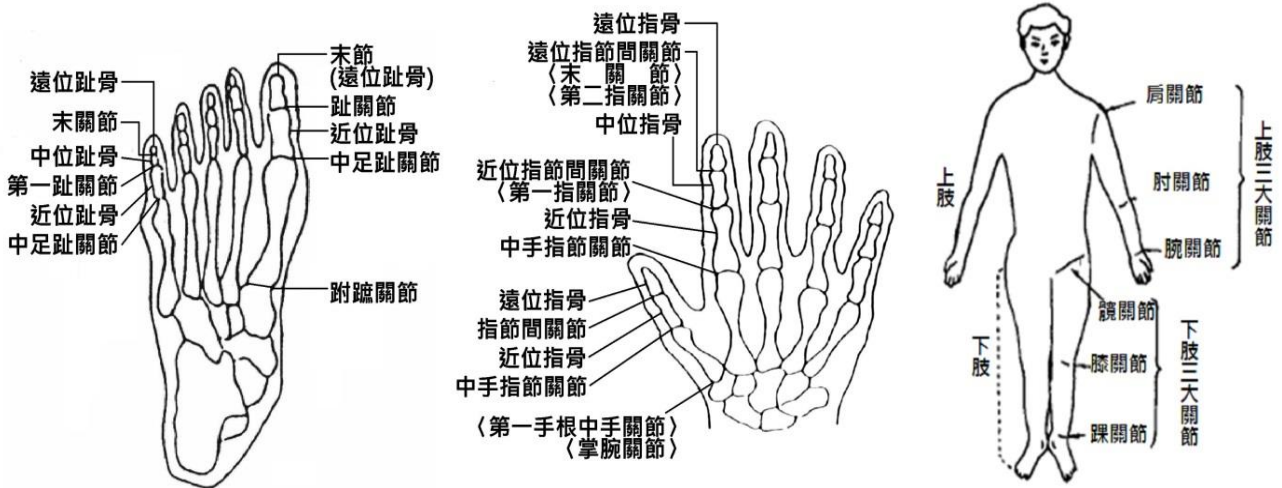 遠位趾骨
末關節
中位趾骨
第一趾關節
近位趾骨
中足趾關節
末節
(遠位趾骨)
趾關節
近位趾骨
中足趾關節
跗蹠關節
遠位指骨
遠位指節間關節
〈末關節〉
〈第二指關節〉
中位指骨
近位指節間關節
〈第一指關節〉
近位指骨
中手指節關節
遠位指骨
指節間關節
近位指骨
中手指節關節
〈第一手根中手關節〉
〈掌腕關節〉
上肢
下肢
肩關節
肘關節
腕關節
上肢三大關節
髖關節
膝關節
踝關節
下肢三大關節